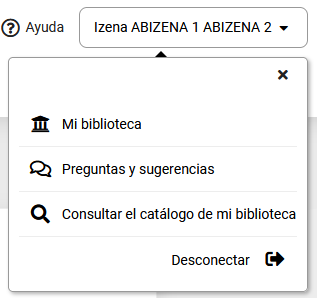 Ayuda
Izena ABIZENA 1 ABIZENA 2
Mi biblioteca
Preguntas y sugerencias
Consultar el catálogo de mi biblioteca
Desconectar